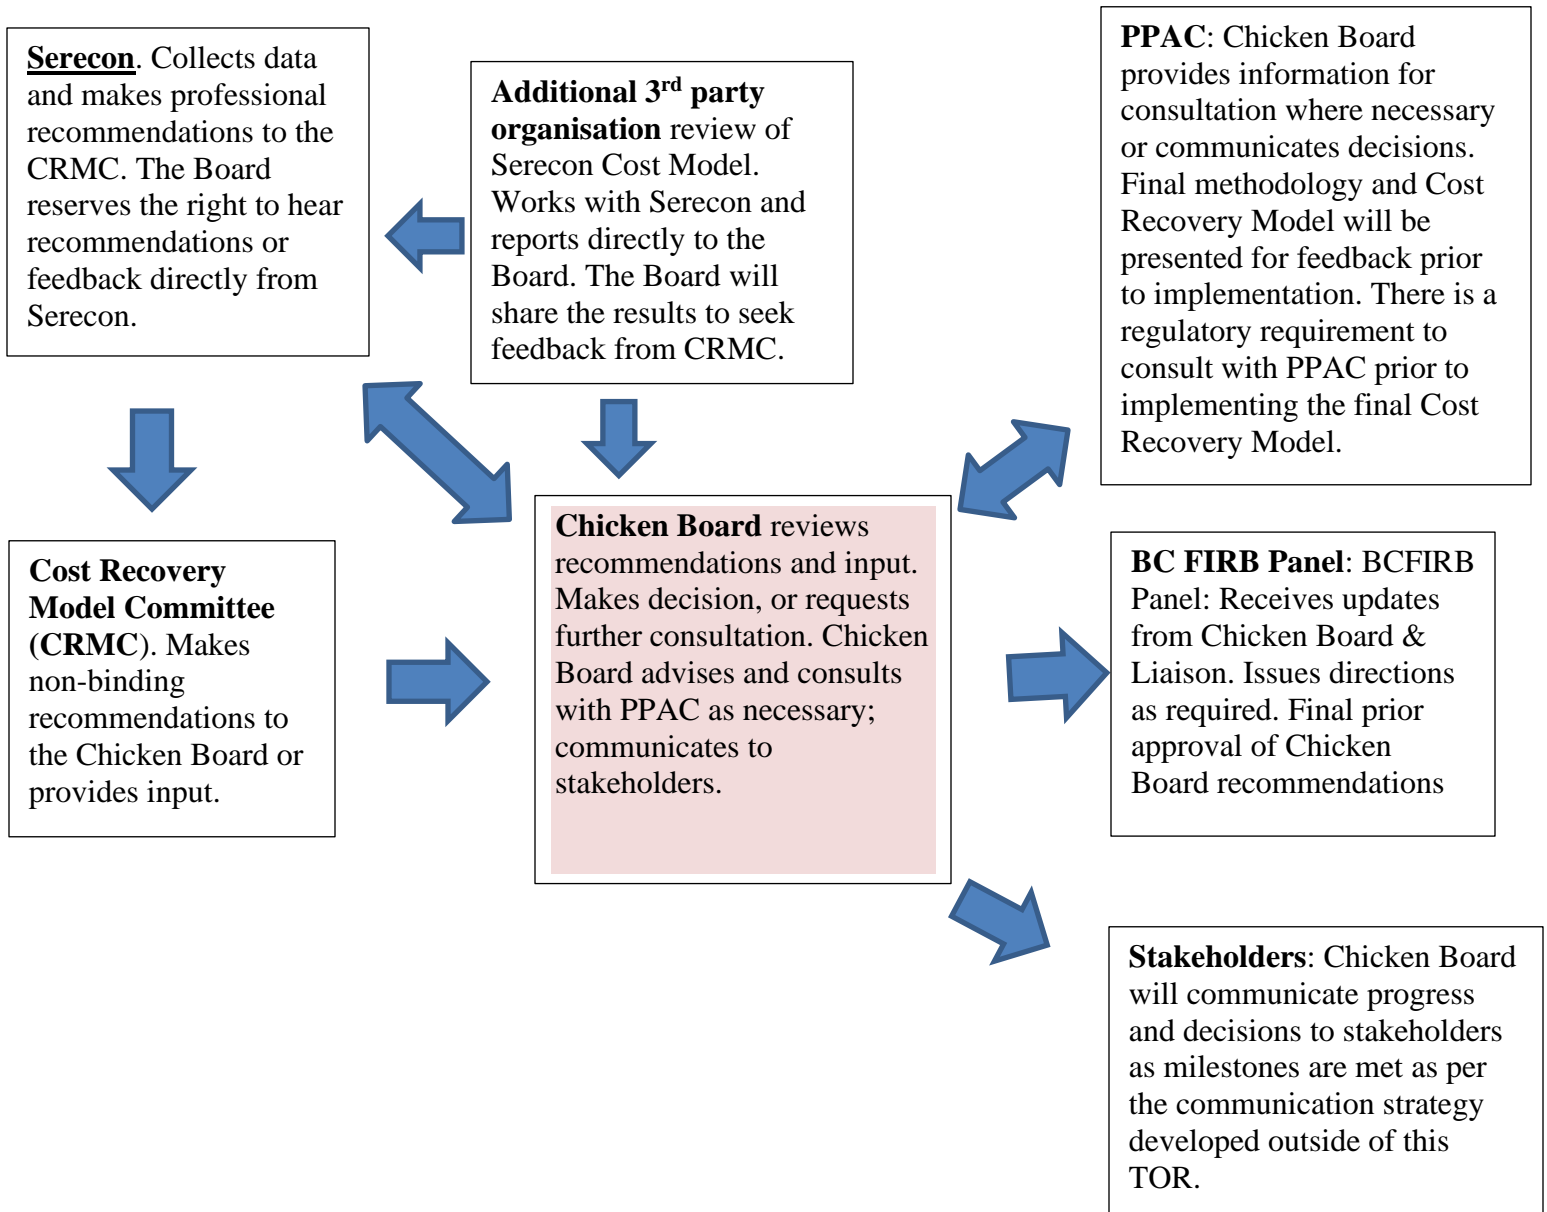 Serecon. Collects data
and makes professional
recommendations to the
CRMC. The Board
reserves the right to hear
recommendations or
feedback directly from
Serecon.
Additional 3rd party
organisation review of
Serecon Cost Model.
Works with Serecon and
reports directly to the
Board. The Board will
share the results to seek
feedback from CRMC.
PPAC: Chicken Board
provides information for
consultation where necessary
or communicates decisions.
Final methodology and Cost
Recovery Model will be
presented for feedback prior
to implementation. There is a
regulatory requirement to
consult with PPAC prior to
implementing the final Cost
Recovery Model.
Cost Recovery
Model Committee
(CRMC). Makes
non-binding
recommendations to
the Chicken Board or
provides input.
Chicken Board reviews
recommendations and input.
Makes decision, or requests
further consultation. Chicken
Board advises and consults
with PPAC as necessary;
communicates to
stakeholders.
BC FIRB Panel: BCFIRB
Panel: Receives updates
from Chicken Board &
Liaison. Issues directions
as required. Final prior
approval of Chicken
Board recommendations
Stakeholders: Chicken Board
will communicate progress
and decisions to stakeholders
as milestones are met as per
the communication strategy
developed outside of this
TOR.